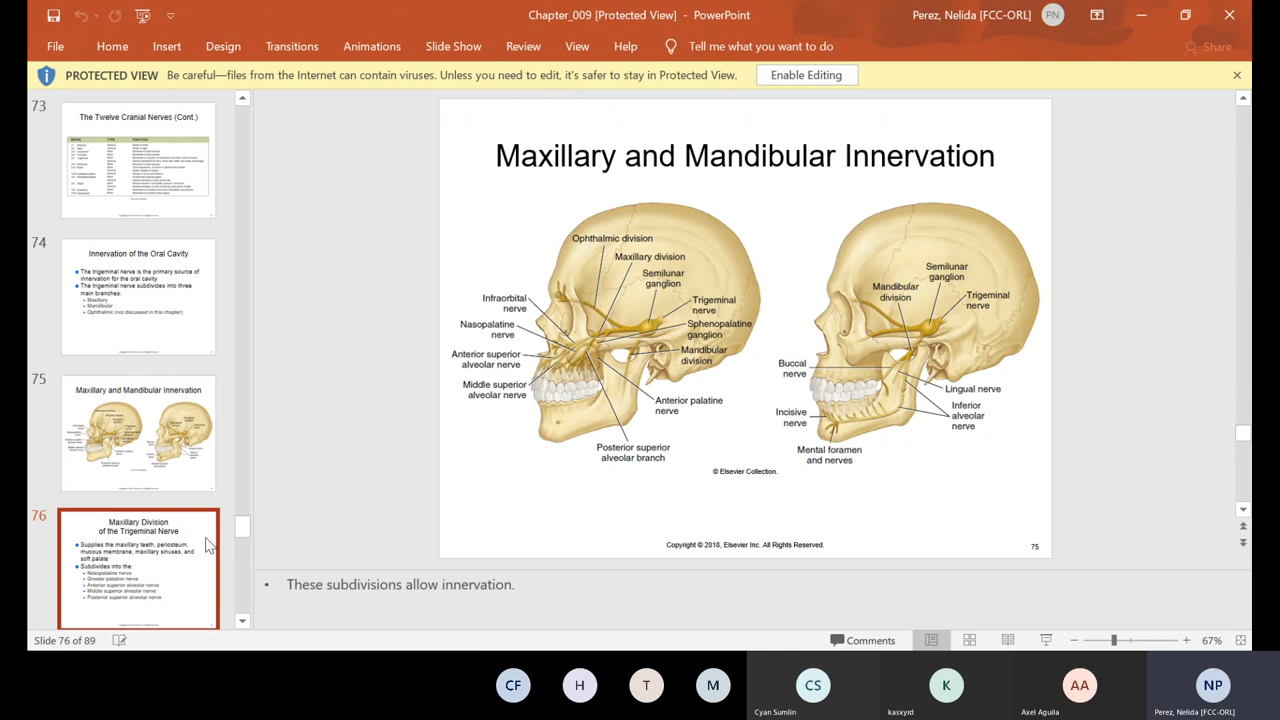 Chapter_009 [Protected View] - PowerPoint
Perez, Nelida [FCC-ORL]
PN
File Home Insert Design Transitions Animations Slide Show Review View Help Tell me what you want to do
Share
PROTECTED VIEW Be careful—files from the Internet can contain viruses. Unless you need to edit, it's safer to stay in Protected View.
Enable Editing
73
The Twelve Cranial Nerves (Cont.)
74
Innervation of the Oral Cavity
The trigeminal nerve is the primary source of
innervation for the oral cavity
The trigeminal nerve subdivides into three
main branches:
Maxillary
Mandibular
Ophthalmic (not discussed in this chapter)
75
Maxillary and Mandibular Innervation
76
Maxillary Division
of the Trigeminal Nerve
Supplies the maxillary teeth, periosteum,
mucous membrane, maxillary sinuses, and
soft palate
Subdivides into the:
Nasopalatine nerve
Greater palatine nerve
Anterior superior alveolar nerve
Middle superior alveolar nerve
Posterior superior alveolar nerve
Maxillary and Mandibular Innervation
Ophthalmic division
Maxillary division
Semilunar
ganglion
Infraorbital
nerve
Trigeminal
nerve
Nasopalatine
nerve
Sphenopalatine
ganglion
Anterior superior
alveolar nerve
Mandibular
division
Middle superior
alveolar nerve
Anterior palatine
nerve
Posterior superior
alveolar branch
Semilunar
ganglion
Mandibular
division
Trigeminal
nerve
Buccal
nerve
Lingual nerve
Incisive
nerve
Inferior
alveolar
nerve
Mental foramen
and nerves
© Elsevier Collection.
Copyright © 2018, Elsevier Inc. All Rights Reserved.
75
• These subdivisions allow innervation.
Slide 76 of 89
Comments
67%
CF
H
T
M
CS
Cyan Sumlin
K
kasxyrd
AA
Axel Aguila
NP
Perez, Nelida [FCC-ORL]